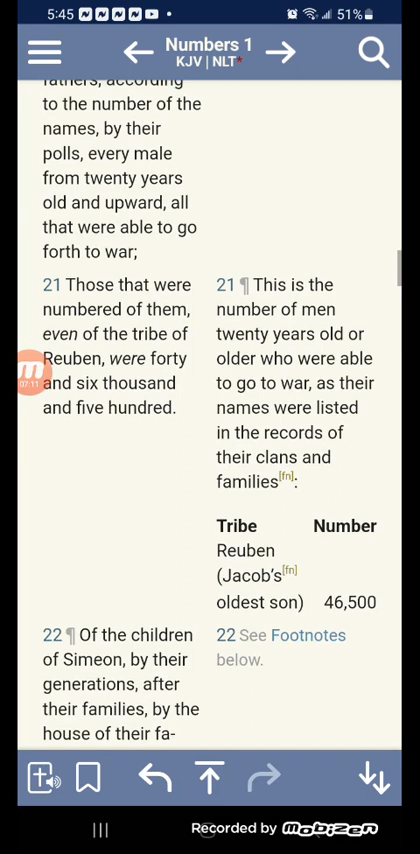 5:45
51%
Numbers 1
KJV | NLT*
fathers, according
to the number of the
names, by their
polls, every male
from twenty years
old and upward, all
that were able to go
forth to war;
21 Those that were
numbered of them,
even of the tribe of
Reuben, were forty
and six thousand
and five hundred.
21 ¶ This is the
number of men
twenty years old or
older who were able
to go to war, as their
names were listed
in the records of
their clans and
families[fn]:
Tribe Number
Reuben
(Jacob's[fn]
oldest son) 46,500
22 ¶ Of the children
of Simeon, by their
generations, after
their families, by the
house of their fa-
22 See Footnotes
below.
07:11
Recorded by mobizen